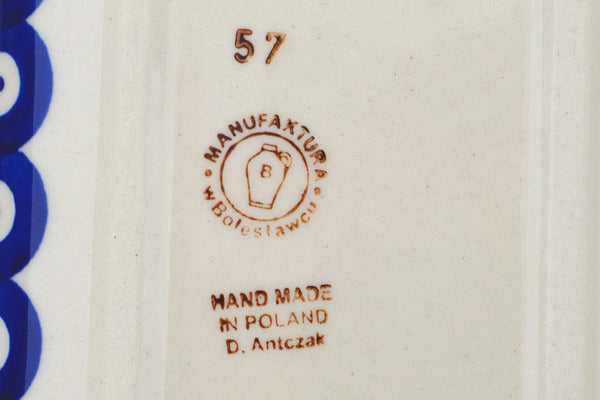 57
MANUFAKTURA
B
w Bolesławcu
HAND MADE
IN POLAND
D. Antczak